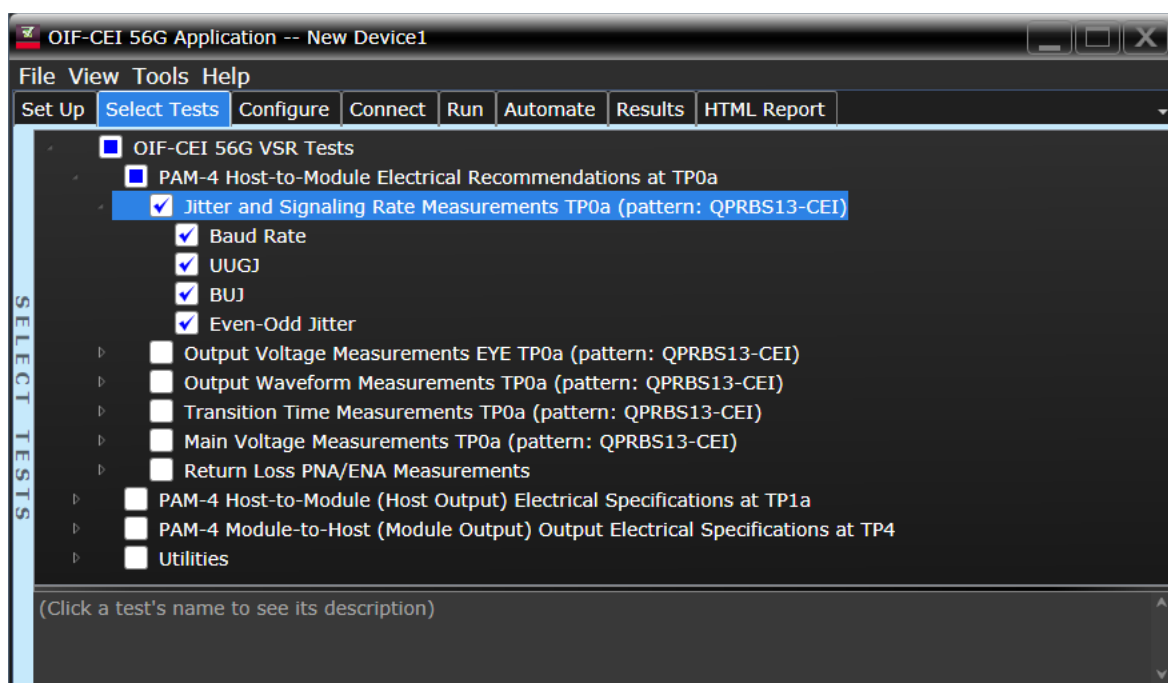 OIF-CEI 56G Application -- New Device1
File View Tools Help
Set Up Select Tests Configure Connect Run Automate Results HTML Report
SELECT TESTS
OIF-CEI 56G VSR Tests
PAM-4 Host-to-Module Electrical Recommendations at TP0a
Jitter and Signaling Rate Measurements TP0a (pattern: QPRBS13-CEI)
Baud Rate
UUGJ
BUJ
Even-Odd Jitter
Output Voltage Measurements EYE TP0a (pattern: QPRBS13-CEI)
Output Waveform Measurements TP0a (pattern: QPRBS13-CEI)
Transition Time Measurements TP0a (pattern: QPRBS13-CEI)
Main Voltage Measurements TP0a (pattern: QPRBS13-CEI)
Return Loss PNA/ENA Measurements
PAM-4 Host-to-Module (Host Output) Electrical Specifications at TP1a
PAM-4 Module-to-Host (Module Output) Output Electrical Specifications at TP4
Utilities
(Click a test's name to see its description)